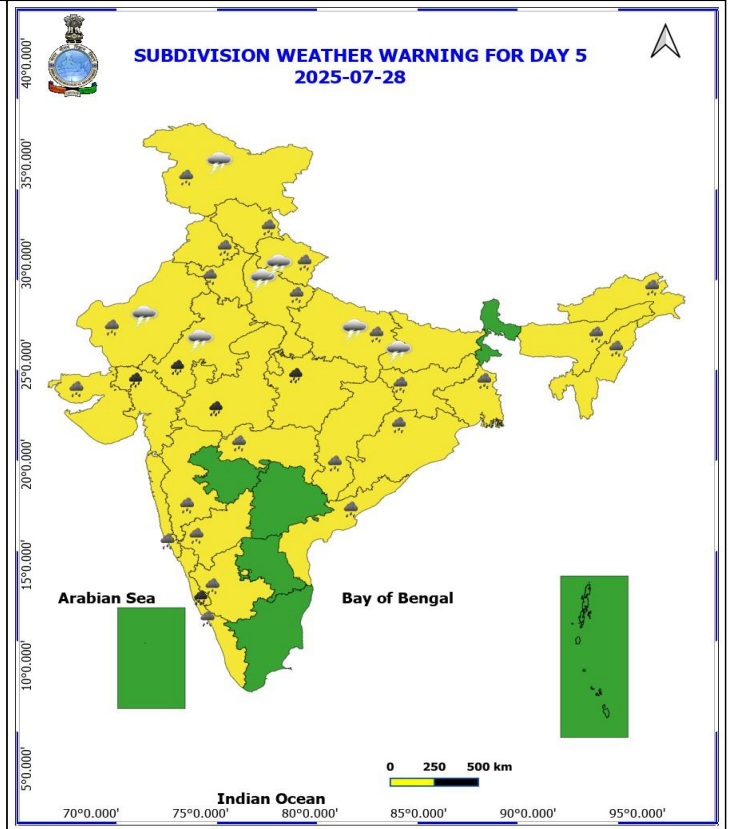 SUBDIVISION WEATHER WARNING FOR DAY 5
2025-07-28
40°0.000'
35°0.000'
30°0.000'
25°0.000'
20°0.000'
15°0.000'
10°0.000'
5°0.000'
Arabian Sea
Bay of Bengal
0 250 500 km
Indian Ocean
70°0.000' 75°0.000' 80°0.000' 85°0.000' 90°0.000' 95°0.000'